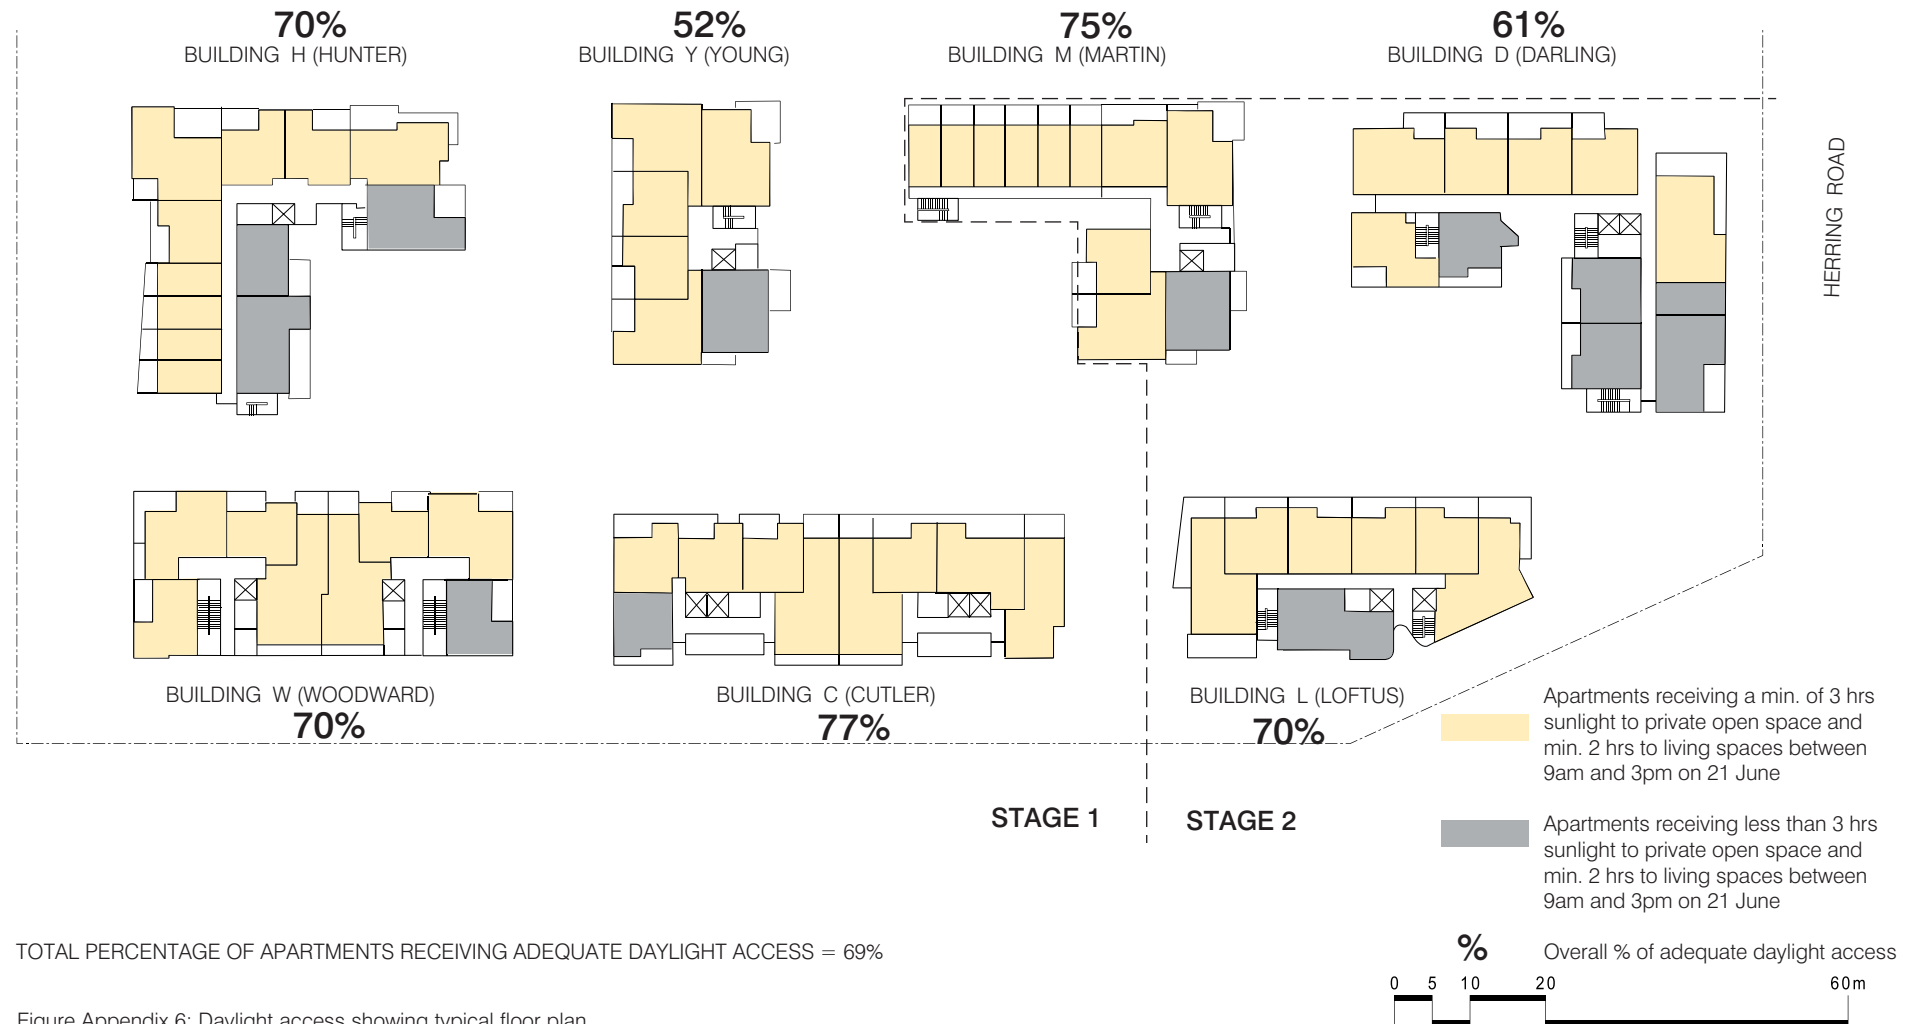 70%
BUILDING H (HUNTER)
52%
BUILDING Y (YOUNG)
75%
BUILDING M (MARTIN)
61%
BUILDING D (DARLING)
HERRING ROAD
BUILDING W (WOODWARD)
70%
BUILDING C (CUTLER)
77%
BUILDING L (LOFTUS)
70%
STAGE 1
STAGE 2
Apartments receiving a min. of 3 hrs
sunlight to private open space and
min. 2 hrs to living spaces between
9am and 3pm on 21 June
Apartments receiving less than 3 hrs
sunlight to private open space and
min. 2 hrs to living spaces between
9am and 3pm on 21 June
TOTAL PERCENTAGE OF APARTMENTS RECEIVING ADEQUATE DAYLIGHT ACCESS = 69%
% Overall % of adequate daylight access
0 5 10 20 60m
Figure Appendix 6: Daylight access showing typical floor plan